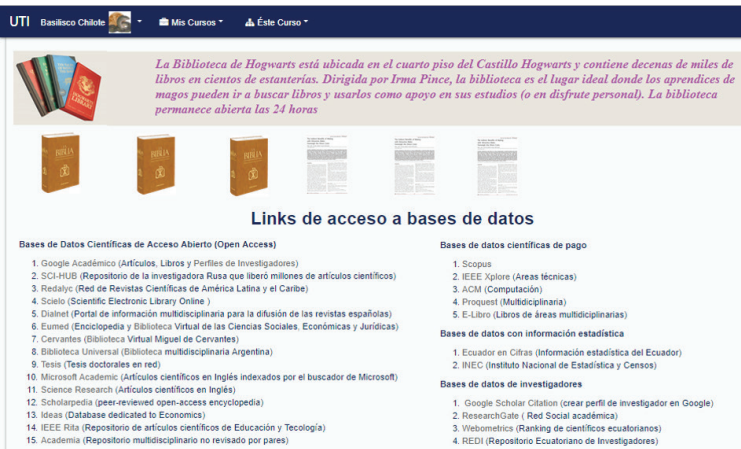 UTI Basilisco Chilote Mis Cursos Éste Curso
HOGWARTS
LIBRARY
La Biblioteca de Hogwarts está ubicada en el cuarto piso del Castillo Hogwarts y contiene decenas de miles de
libros en cientos de estanterías. Dirigida por Irma Pince, la biblioteca es el lugar ideal donde los aprendices de
magos pueden ir a buscar libros y usarlos como apoyo en sus estudios (o en disfrute personal). La biblioteca
permanece abierta las 24 horas
BIBLIA
BIBLIA
BIBLIA
Links de acceso a bases de datos
Bases de Datos Científicas de Acceso Abierto (Open Access)
1. Google Académico (Artículos, Libros y Perfiles de Investigadores)
2. SCI-HUB (Repositorio de la investigadora Rusa que liberó millones de artículos científicos)
3. Redalyc (Red de Revistas Científicas de América Latina y el Caribe)
4. Scielo (Scientific Electronic Library Online )
5. Dialnet (Portal de información multidisciplinaria para la difusión de las revistas españolas)
6. Eumed (Enciclopedia y Biblioteca Virtual de las Ciencias Sociales, Económicas y Jurídicas)
7. Cervantes (Biblioteca Virtual Miguel de Cervantes)
8. Biblioteca Universal (Biblioteca multidisciplinaria Argentina)
9. Tesis (Tesis doctorales en red)
10. Microsoft Academic (Artículos científicos en Inglés indexados por el buscador de Microsoft)
11. Science Research (Artículos científicos en Inglés)
12. Scholarpedia (peer-reviewed open-access encyclopedia)
13. Ideas (Database dedicated to Economics)
14. IEEE Rita (Repositorio de artículos científicos de Educación y Tecología)
15. Academia (Repositorio multidisciplinario no revisado por pares)
Bases de datos científicas de pago
1. Scopus
2. IEEE Xplore (Areas técnicas)
3. ACM (Computación)
4. Proquest (Multidiciplinaria)
5. E-Libro (Libros de áreas multidiciplinarias)
Bases de datos con información estadística
1. Ecuador en Cifras (Información estadística del Ecuador)
2. INEC (Instituto Nacional de Estadística y Censos)
Bases de datos de investigadores
1. Google Scholar Citation (crear perfil de investigador en Google)
2. ResearchGate ( Red Social académica)
3. Webometrics (Ranking de científicos ecuatorianos)
4. REDI (Repositorio Ecuatoriano de Investigadores)